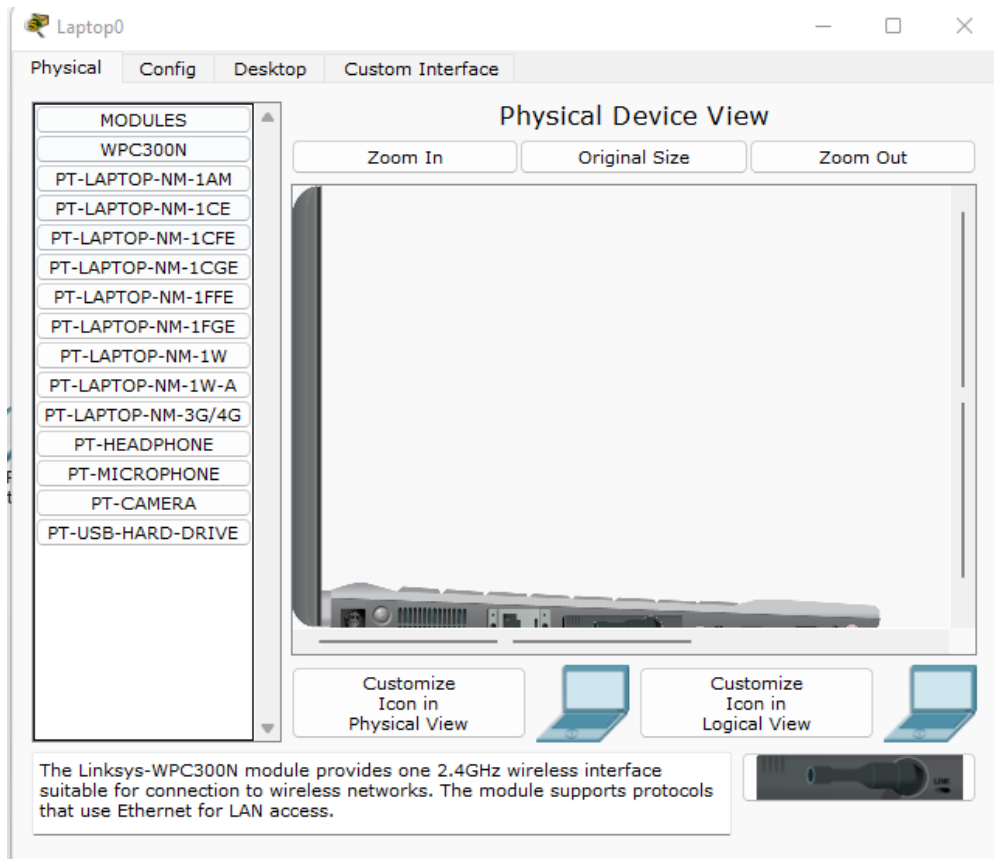 Laptop0
Physical
Config
Desktop
Custom Interface
MODULES
WPC300N
PT-LAPTOP-NM-1AM
PT-LAPTOP-NM-1CE
PT-LAPTOP-NM-1CFE
PT-LAPTOP-NM-1CGE
PT-LAPTOP-NM-1FFE
PT-LAPTOP-NM-1FGE
PT-LAPTOP-NM-1W
PT-LAPTOP-NM-1W-A
PT-LAPTOP-NM-3G/4G
PT-HEADPHONE
PT-MICROPHONE
PT-CAMERA
PT-USB-HARD-DRIVE
Physical Device View
Zoom In
Original Size
Zoom Out
Customize
Icon in
Physical View
Customize
Icon in
Logical View
The Linksys-WPC300N module provides one 2.4GHz wireless interface
suitable for connection to wireless networks. The module supports protocols
that use Ethernet for LAN access.
LINK